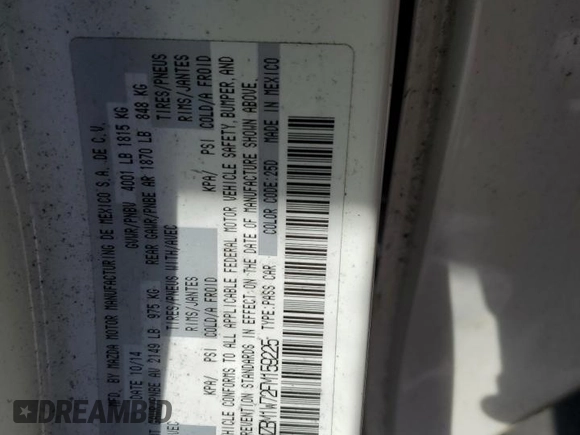 MFD. BY MAZDA MOTOR MANUFACTURING DE MEXICO S.A. DE C.V.
DATE 10/14 GVWR/PNBV 4001 LB 1815 KG
AV 2149 LB 975 KG REAR GAWR/PNBE AR 1870 LB 848 KG
TIRES/PNEUS WITH/AVEC TIRES/PNEUS
RIMS/JANTES RIMS/JANTES
KPA/ PSI COLD/A FROID KPA/ PSI COLD/A FROID
VEHICLE CONFORMS TO ALL APPLICABLE FEDERAL MOTOR VEHICLE SAFETY, BUMPER, AND
PREVENTION STANDARDS IN EFFECT ON THE DATE OF MANUFACTURE SHOWN ABOVE.
ZBM1W72FM159225 TYPE:PASS CAR COLOR CODE:25D MADE IN MEXICO
RIDEMETRIC